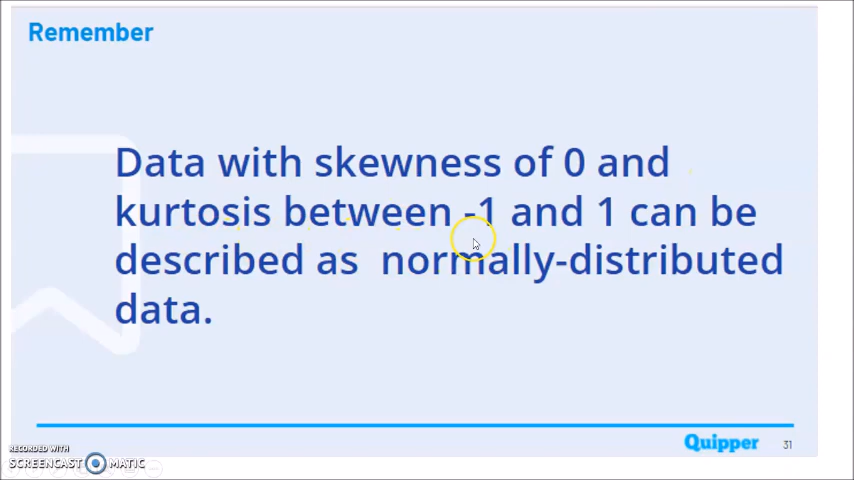 Remember
Data with skewness of 0 and
kurtosis between -1 and 1 can be
described as normally-distributed
data.
Quipper
31
RECORDED WITH
SCREENCAST MATIC